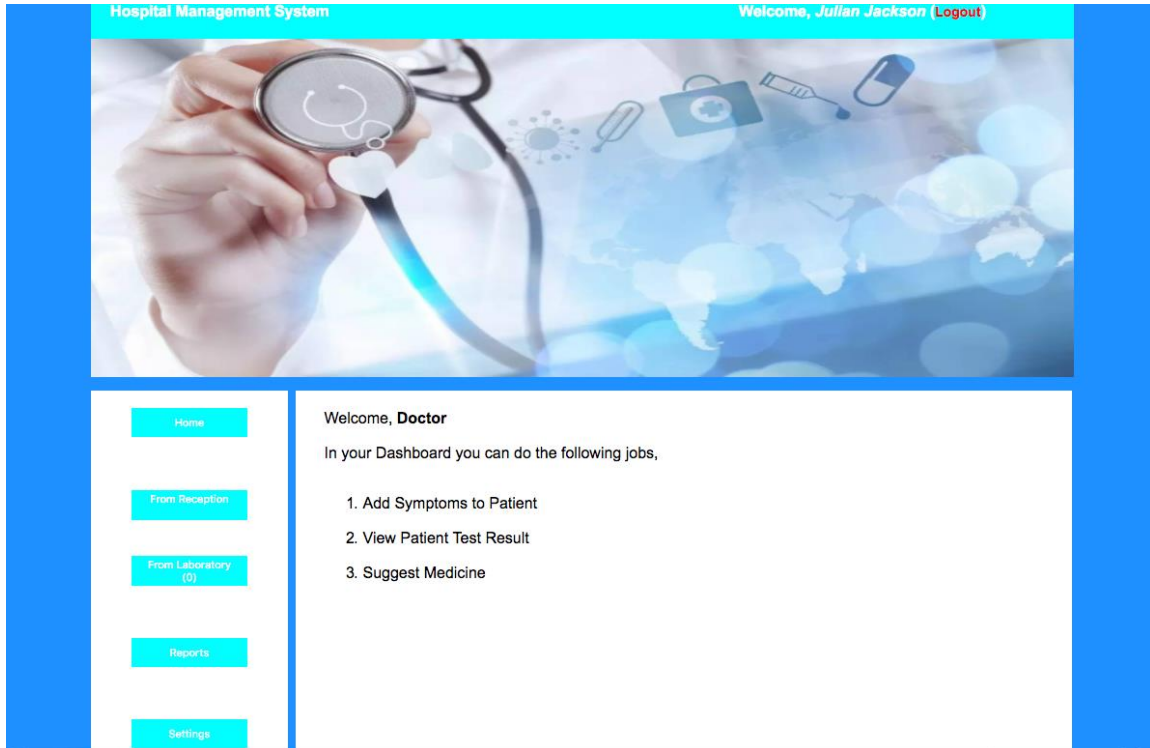 Hospital Management System
Welcome, Julian Jackson (Logout)
Home
From Reception
From Laboratory
(0)
Reports
Settings
Welcome, Doctor
In your Dashboard you can do the following jobs,
1. Add Symptoms to Patient
2. View Patient Test Result
3. Suggest Medicine